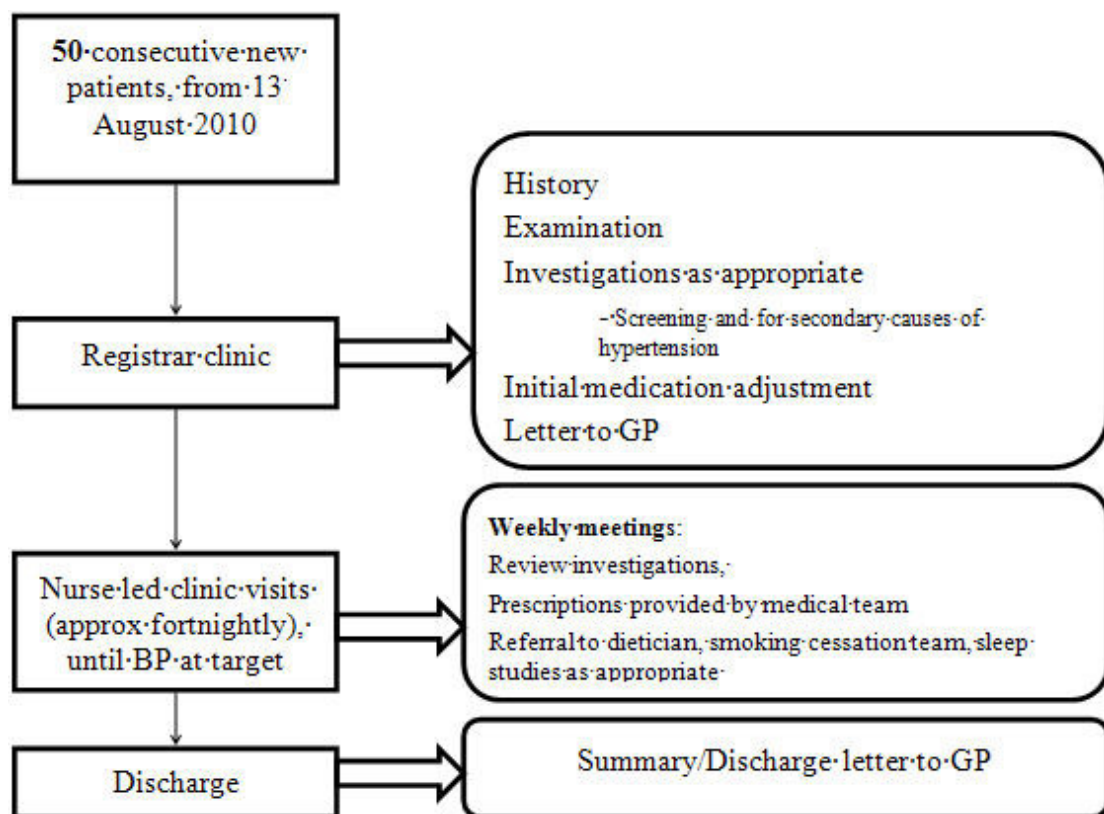 50 consecutive new
patients, from 13
August 2010
History
Examination
Investigations as appropriate
- Screening and for secondary causes of
hypertension
Initial medication adjustment
Letter to GP
Registrar clinic
Weekly meetings:
Review investigations,
Prescriptions provided by medical team
Referral to dietician, smoking cessation team, sleep
studies as appropriate
Nurse led clinic visits
(approx fortnightly),
until BP at target
Discharge
Summary/Discharge letter to GP